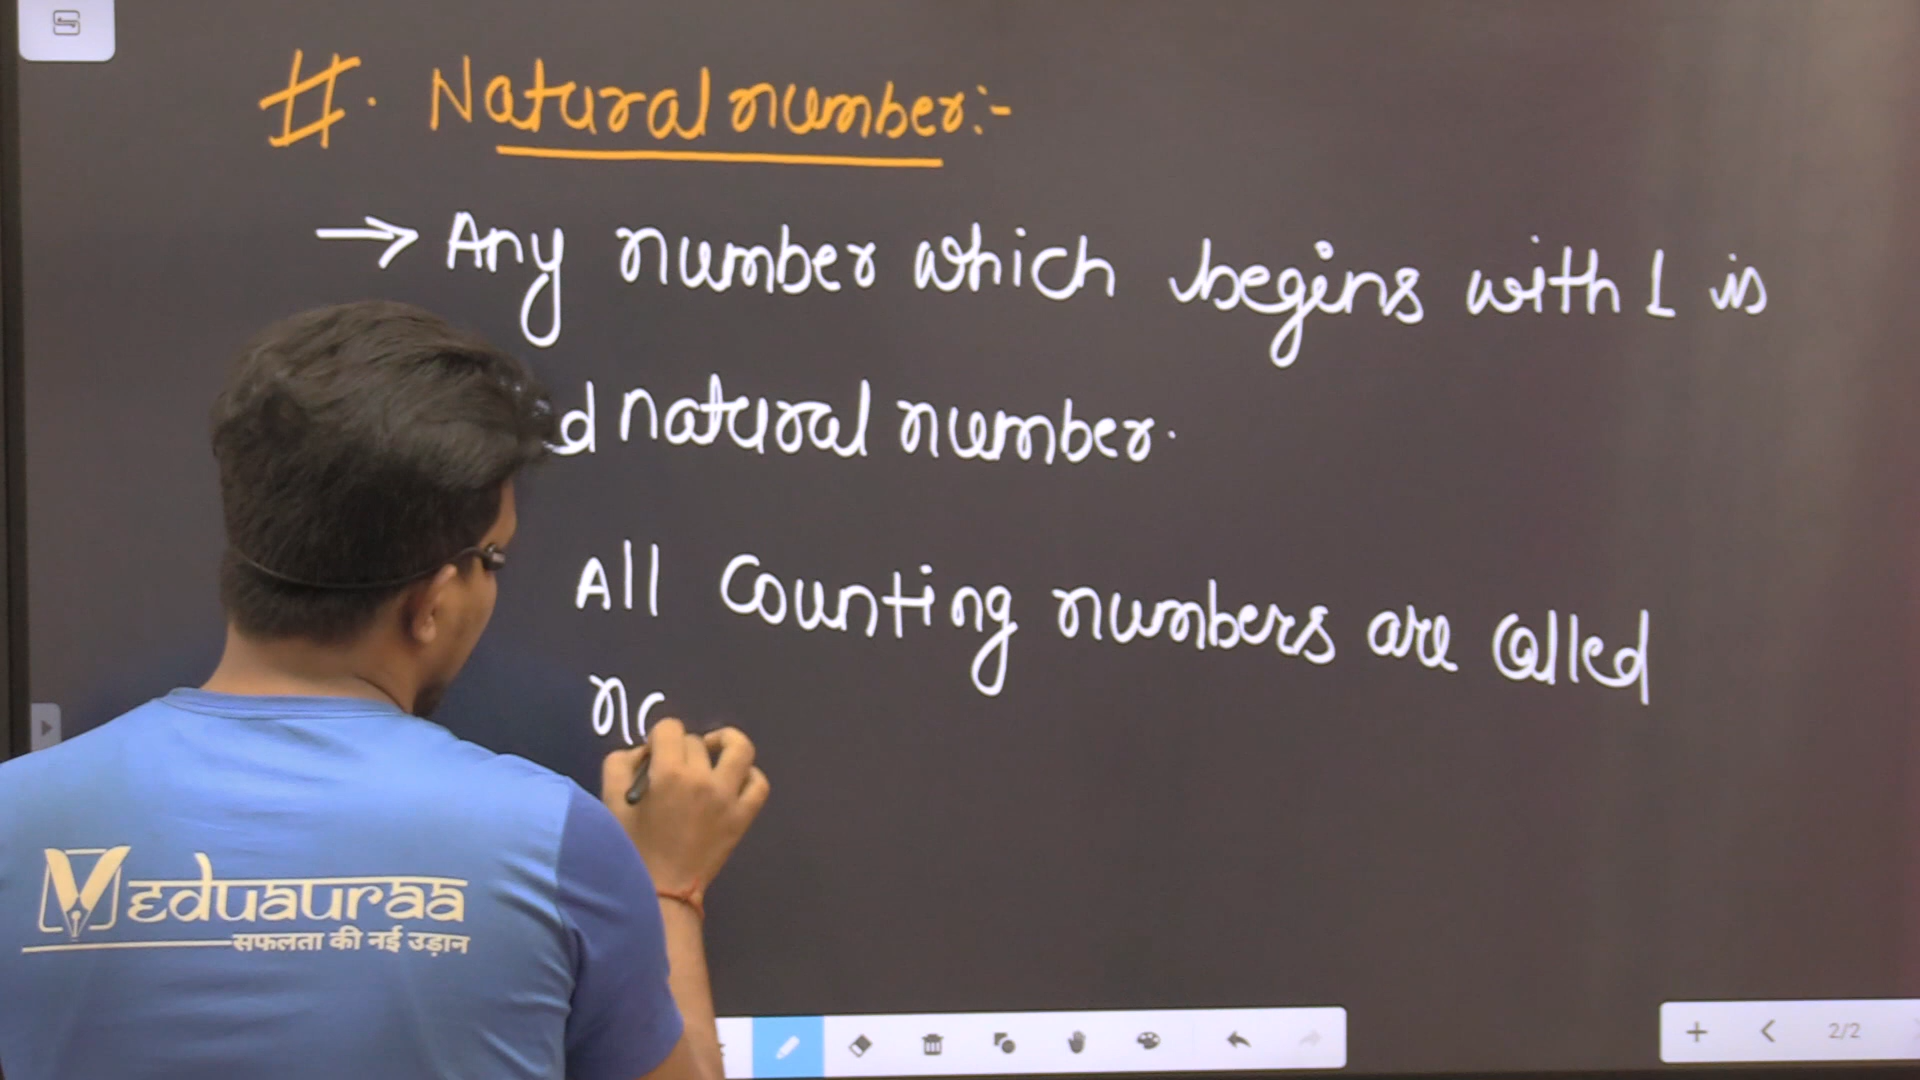 #. Natural number:-
→ Any number which begins with 1 is
natural number.
All counting numbers are called
eduauraa
सफलता की नई उड़ान
2/2